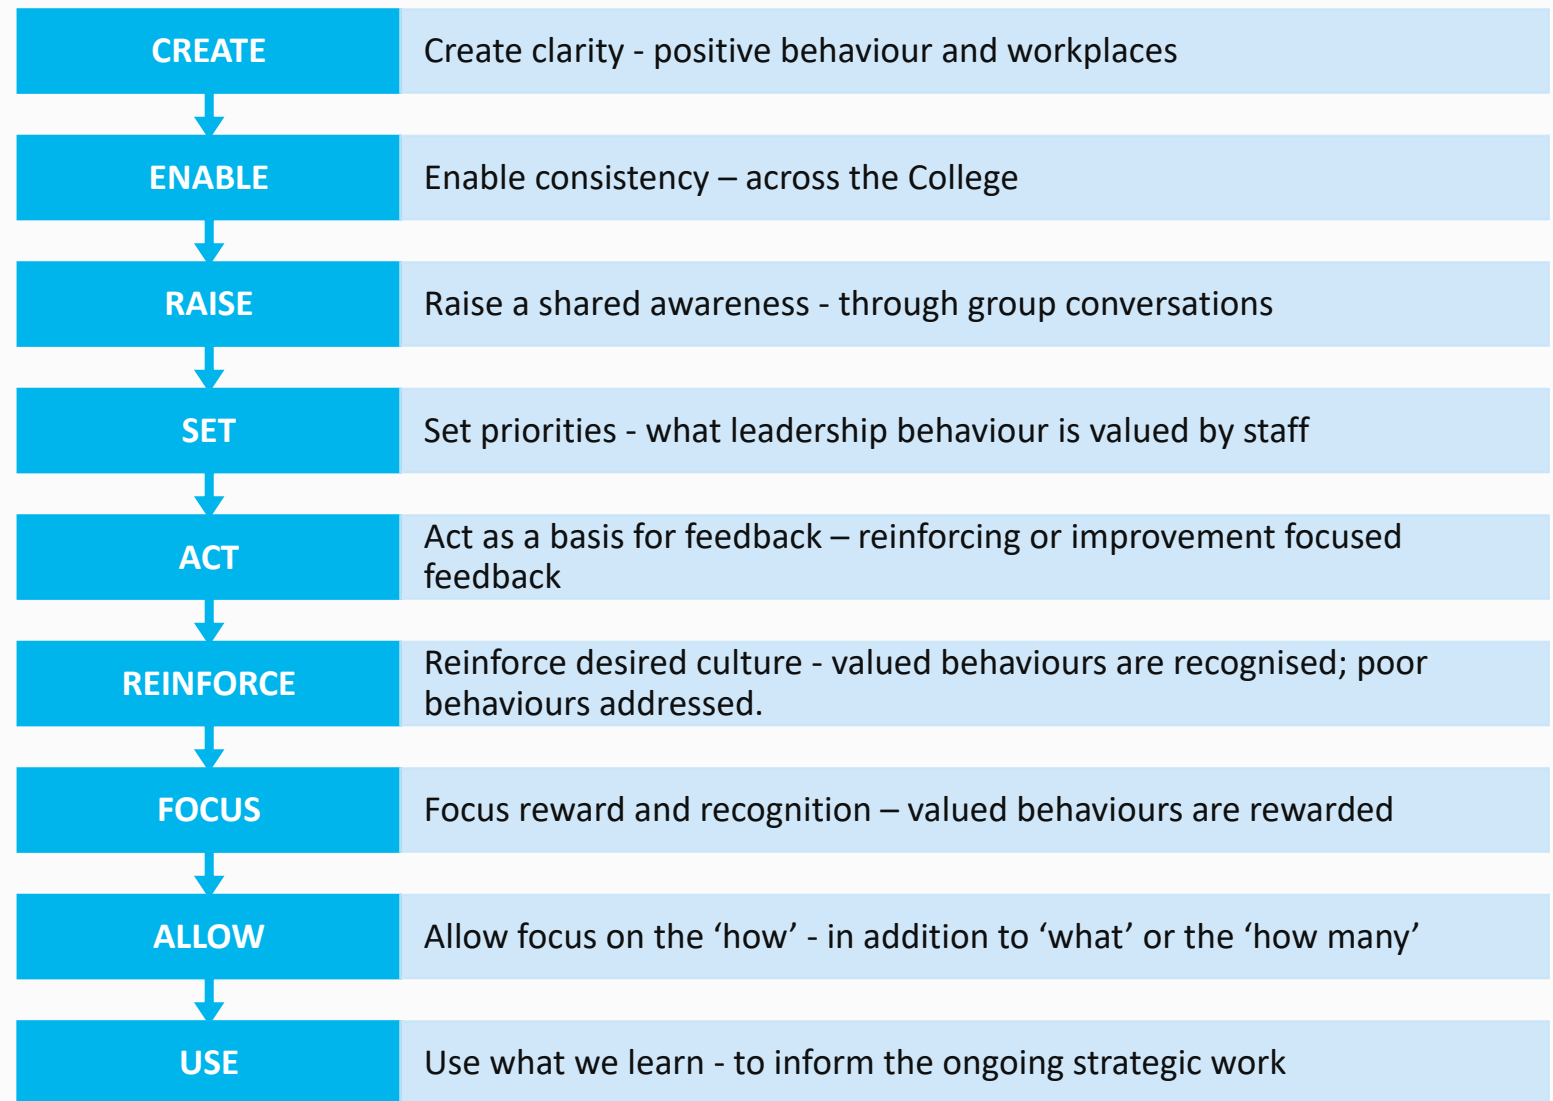 CREATE
Create clarity - positive behaviour and workplaces
ENABLE
Enable consistency – across the College
RAISE
Raise a shared awareness - through group conversations
SET
Set priorities - what leadership behaviour is valued by staff
ACT
Act as a basis for feedback – reinforcing or improvement focused
feedback
REINFORCE
Reinforce desired culture - valued behaviours are recognised; poor
behaviours addressed.
FOCUS
Focus reward and recognition – valued behaviours are rewarded
ALLOW
Allow focus on the ‘how’ - in addition to ‘what’ or the ‘how many’
USE
Use what we learn - to inform the ongoing strategic work